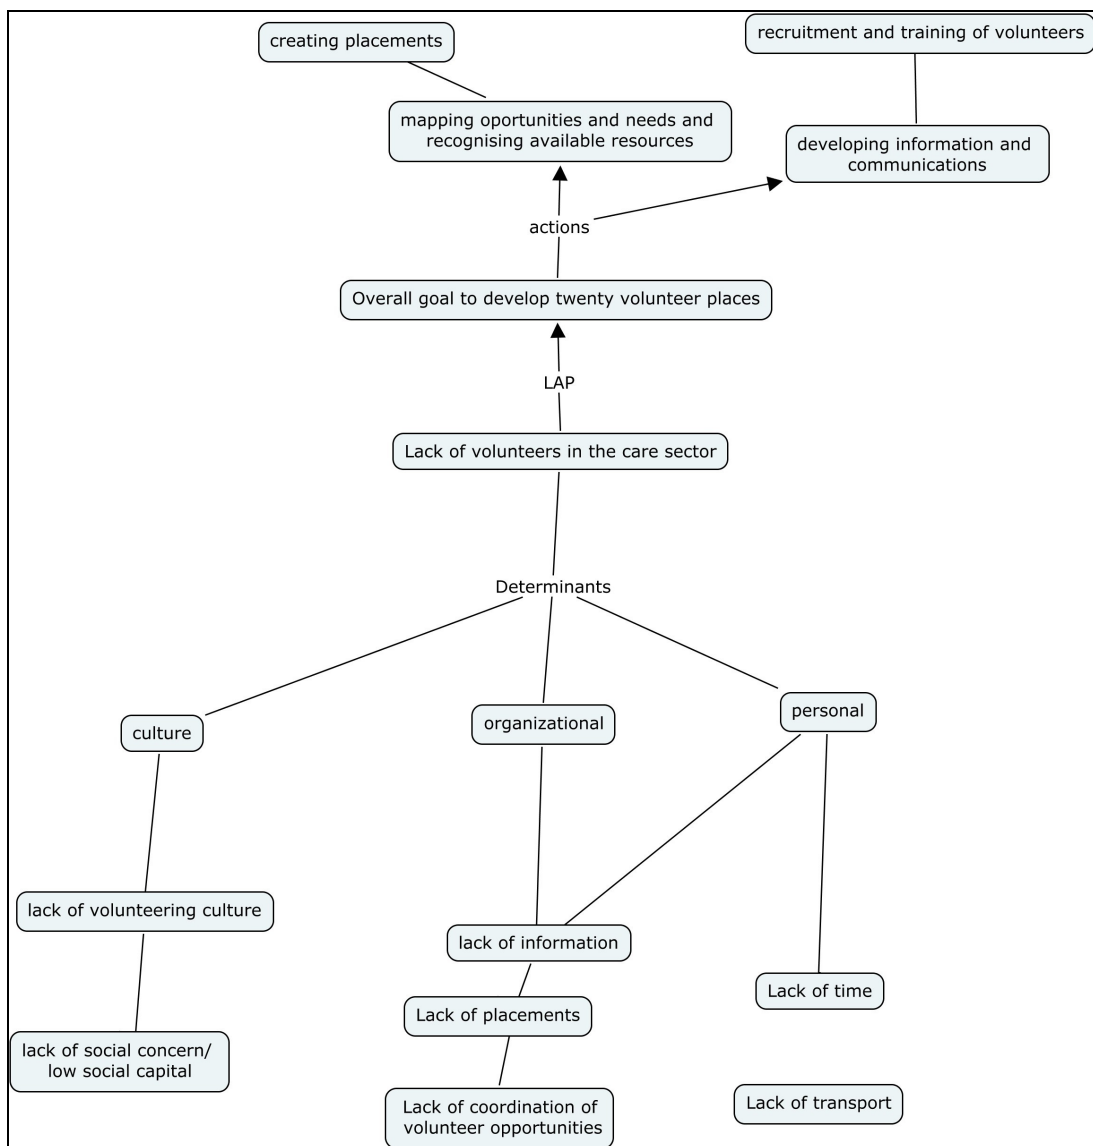 creating placements
recruitment and training of volunteers
mapping oportunities and needs and
recognising available resources
developing information and
communications
actions
Overall goal to develop twenty volunteer places
LAP
Lack of volunteers in the care sector
Determinants
culture
organizational
personal
lack of volunteering culture
lack of information
Lack of time
Lack of placements
lack of social concern/
low social capital
Lack of coordination of
volunteer opportunities
Lack of transport